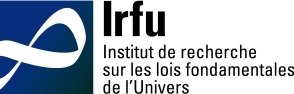 Irfu
Institut de recherche
sur les lois fondamentales
de l'Univers